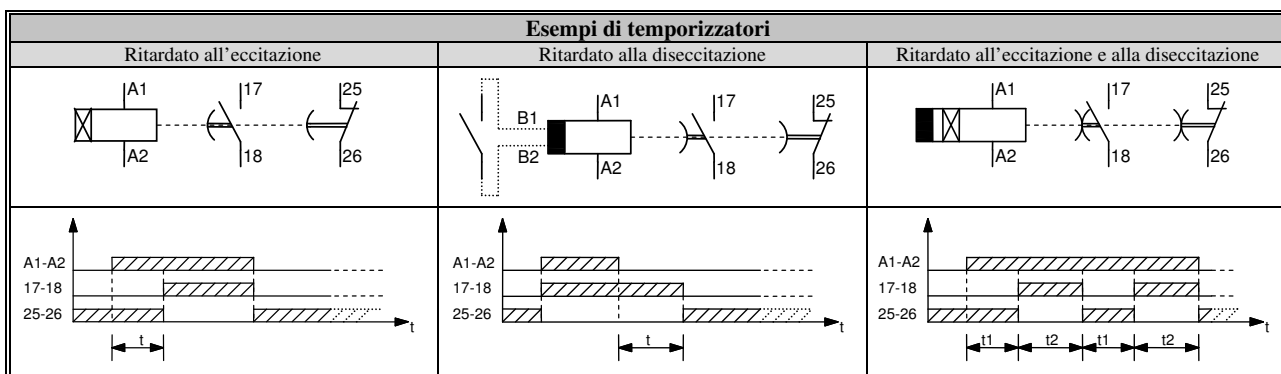 Esempi di temporizzatori
Ritardato all'eccitazione
Ritardato alla diseccitazione
Ritardato all'eccitazione e alla diseccitazione
A1 17 25
A2 18 26
A1 17 25
B1
B2
A2 18 26
A1 17 25
A2 18 26
A1-A2
17-18
25-26
t
t
A1-A2
17-18
25-26
t
t
A1-A2
17-18
25-26
t
t1 t2 t1 t2